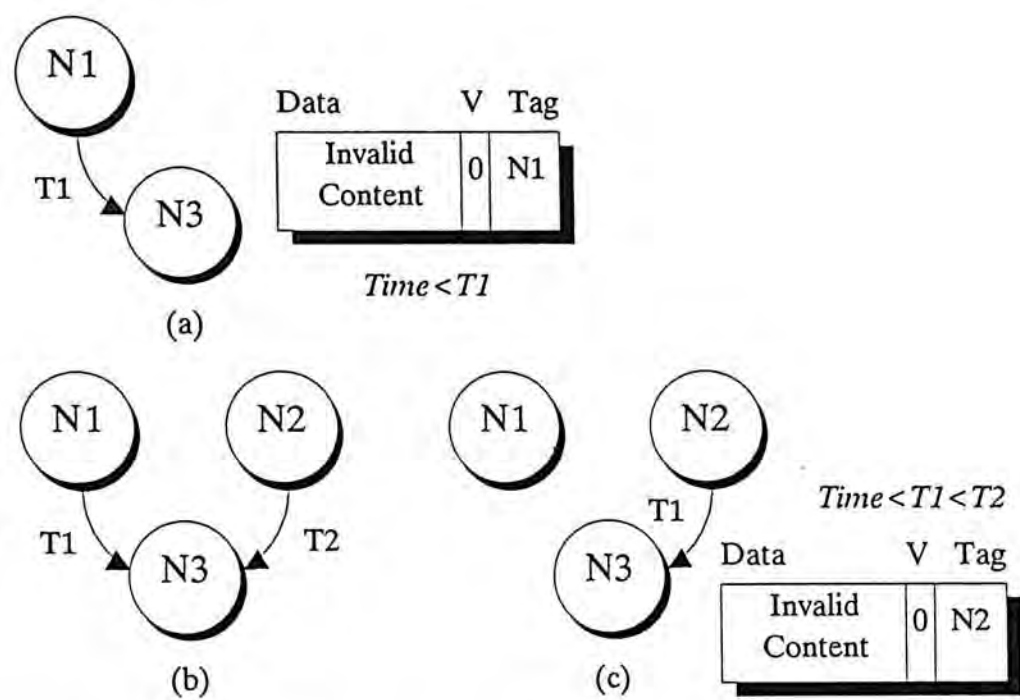 N1
Data V Tag
Invalid Content 0 N1
T1
N3
Time<T1
(a)
N1 N2 N1 N2
T1 T2 T1 Time<T1<T2
N3 N3 Data V Tag
Invalid Content 0 N2
(b) (c)